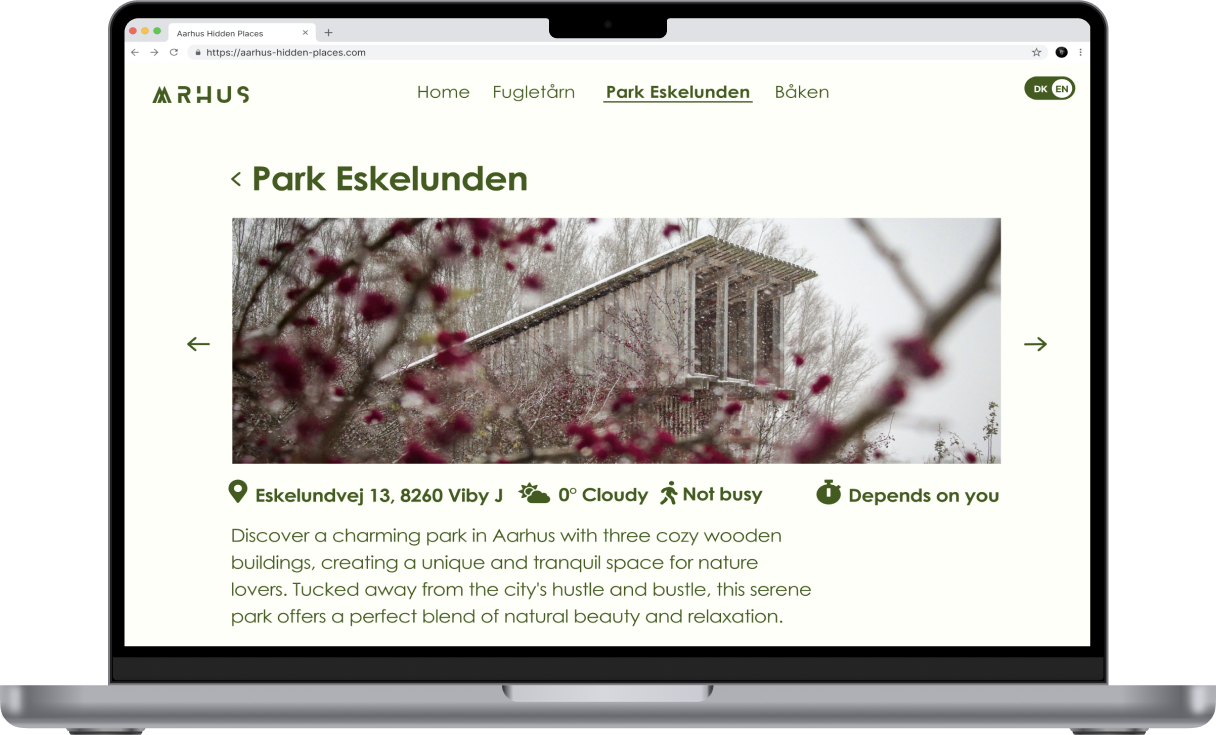 Aarhus Hidden Places
https://aarhus-hidden-places.com
ARHUS
Home Fugletårn Park Eskelunden Båken
DK EN
Park Eskelunden
Eskelundvej 13, 8260 Viby J 0° Cloudy Not busy Depends on you
Discover a charming park in Aarhus with three cozy wooden
buildings, creating a unique and tranquil space for nature
lovers. Tucked away from the city's hustle and bustle, this serene
park offers a perfect blend of natural beauty and relaxation.